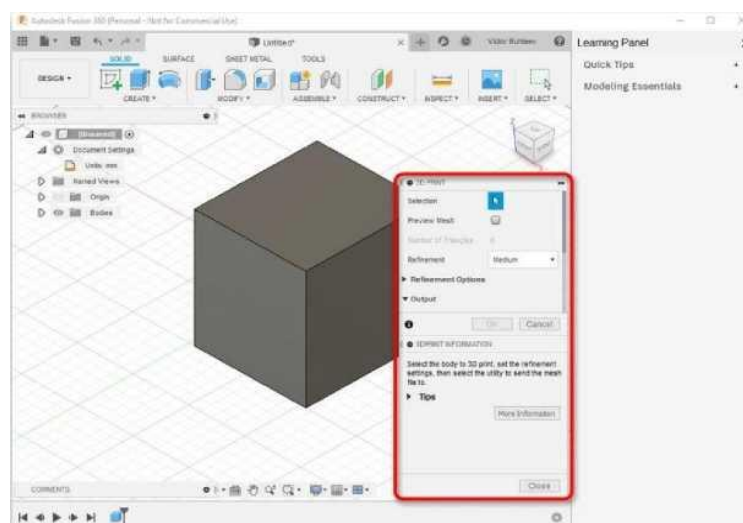 Autodesk Fusion 360 (Personal - Not for Commercial Use)
Untitled*
Learning Panel
Quick Tips
Modeling Essentials
SOLID SURFACE SHEET METAL TOOLS
DESIGN
CREATE MODIFY ASSEMBLE CONSTRUCT INSPECT INSERT SELECT
BROWSER
(Unsaved)
Document Settings
Units: mm
Named Views
Origin
Bodies
3D PRINT
Selection
Preview Mesh
Number of Triangles
Refinement Medium
Refinement Options
Output
OK Cancel
3DPRINT INFORMATION
Select the body to 3D print, set the refinement
settings, then select the utility to send the mesh
file to.
Tips
More Information
Close
COMMENTS